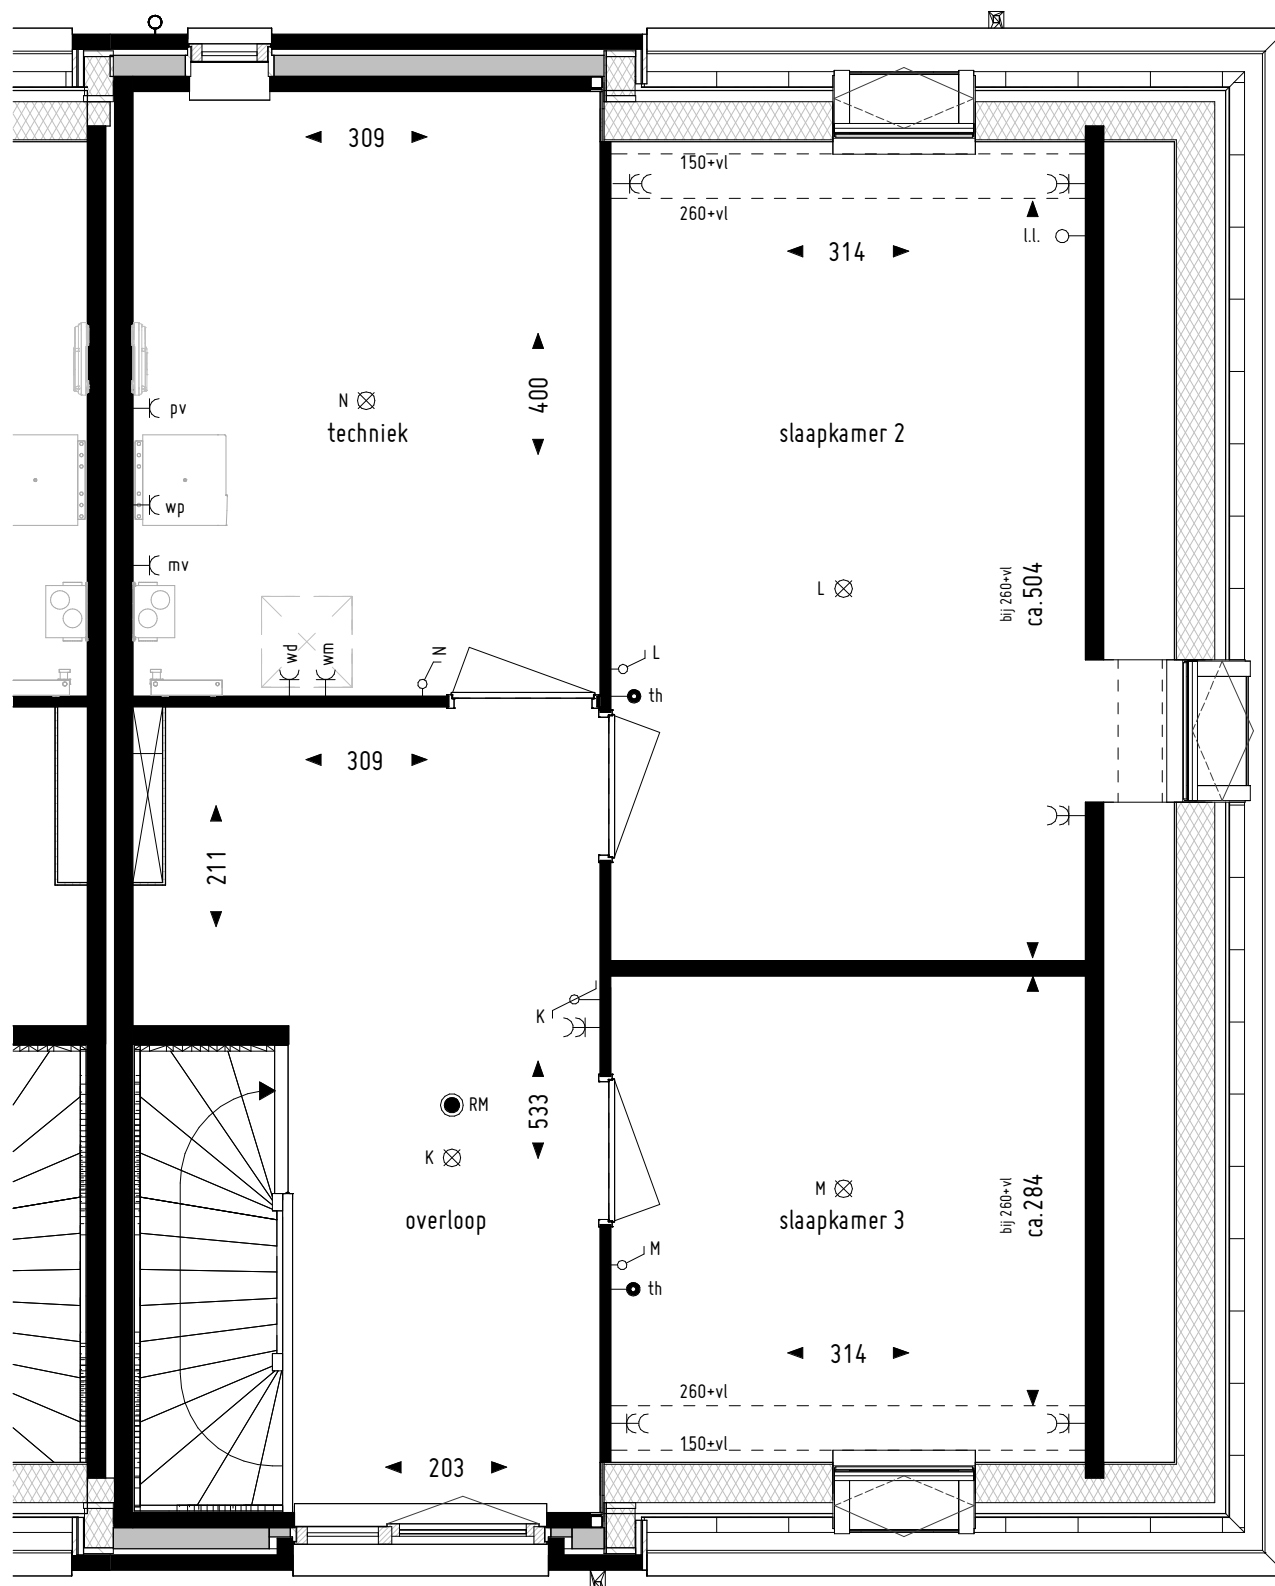 309
150+vl
260+vl
l.l.
314
400
N
techniek
slaapkamer 2
pv
wp
mv
L
bij 260+vl
ca.504
wd
wm
N
L
th
309
211
K
RM
533
K
overloop
M
slaapkamer 3
bij 260+vl
ca.284
M
th
314
260+vl
150+vl
203